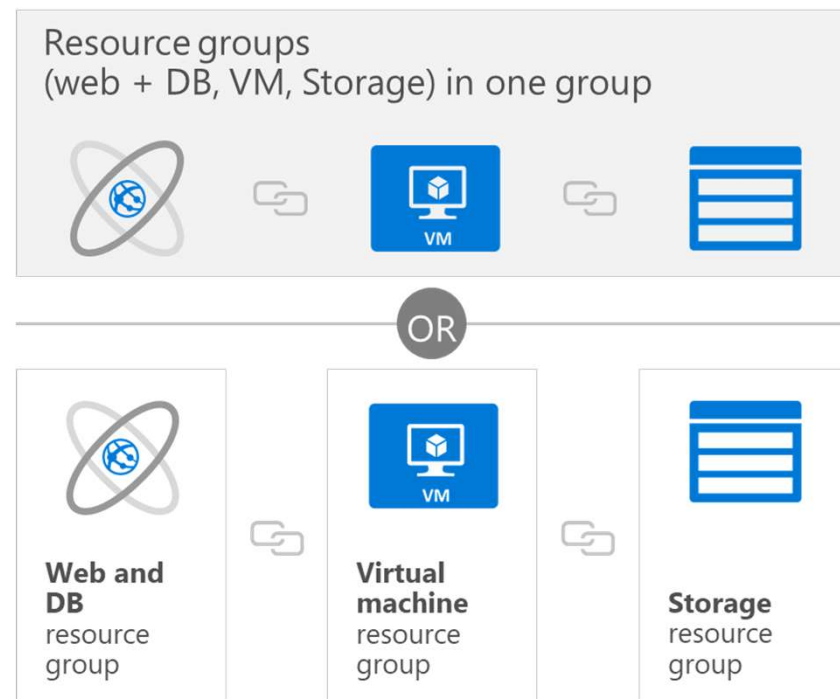 Resource groups
(web + DB, VM, Storage) in one group
VM
OR
VM
Web and
DB
resource
group
Virtual
machine
resource
group
Storage
resource
group